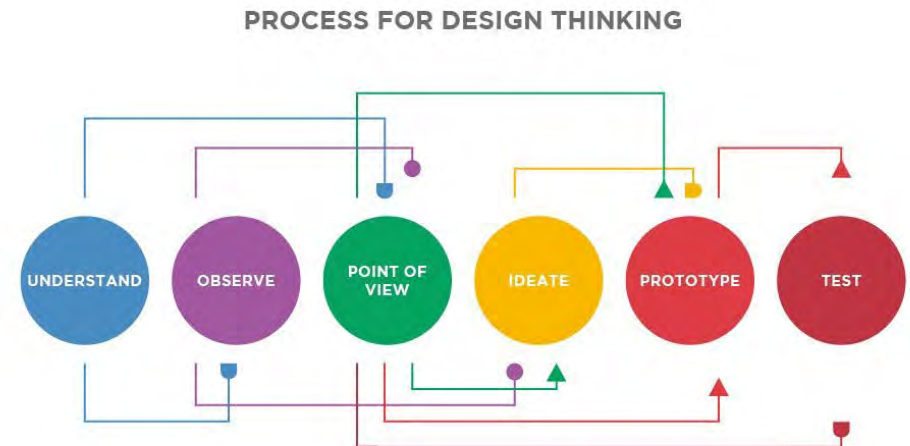 PROCESS FOR DESIGN THINKING
UNDERSTAND
OBSERVE
POINT OF
VIEW
IDEATE
PROTOTYPE
TEST